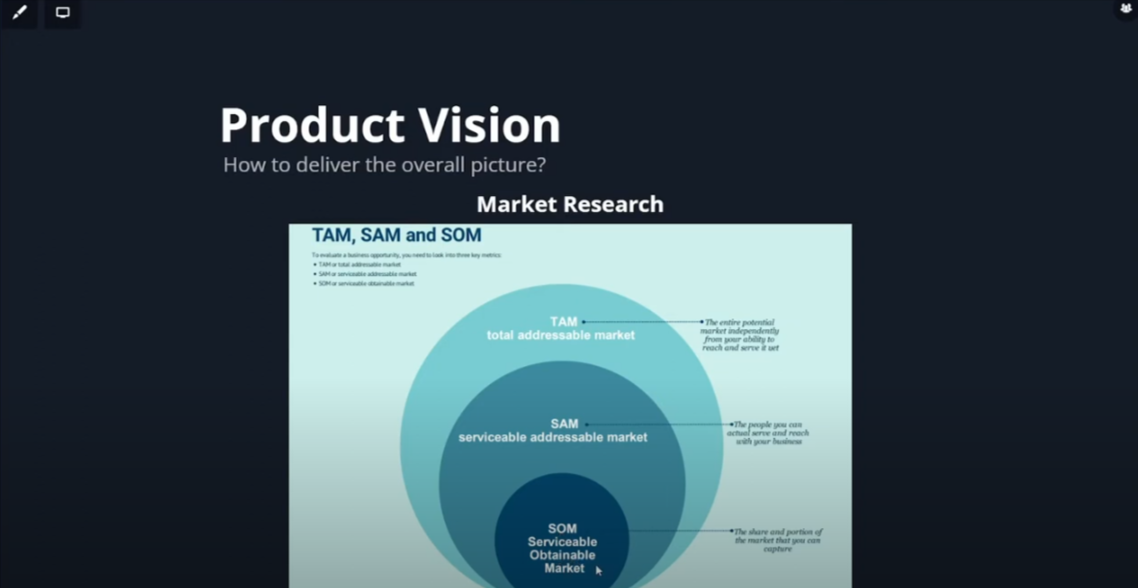 Product Vision
How to deliver the overall picture?
Market Research
TAM, SAM and SOM
To evaluate a business opportunity, you need to look into three key metrics:
• TAM or total addressable market
• SAM or serviceable addressable market
• SOM or serviceable obtainable market
TAM
total addressable market
The entire potential
market independently
from your ability to
reach and serve it yet
SAM
serviceable addressable market
The people you can
actual serve and reach
with your business
SOM
Serviceable
Obtainable
Market
The share and portion of
the market that you can
capture